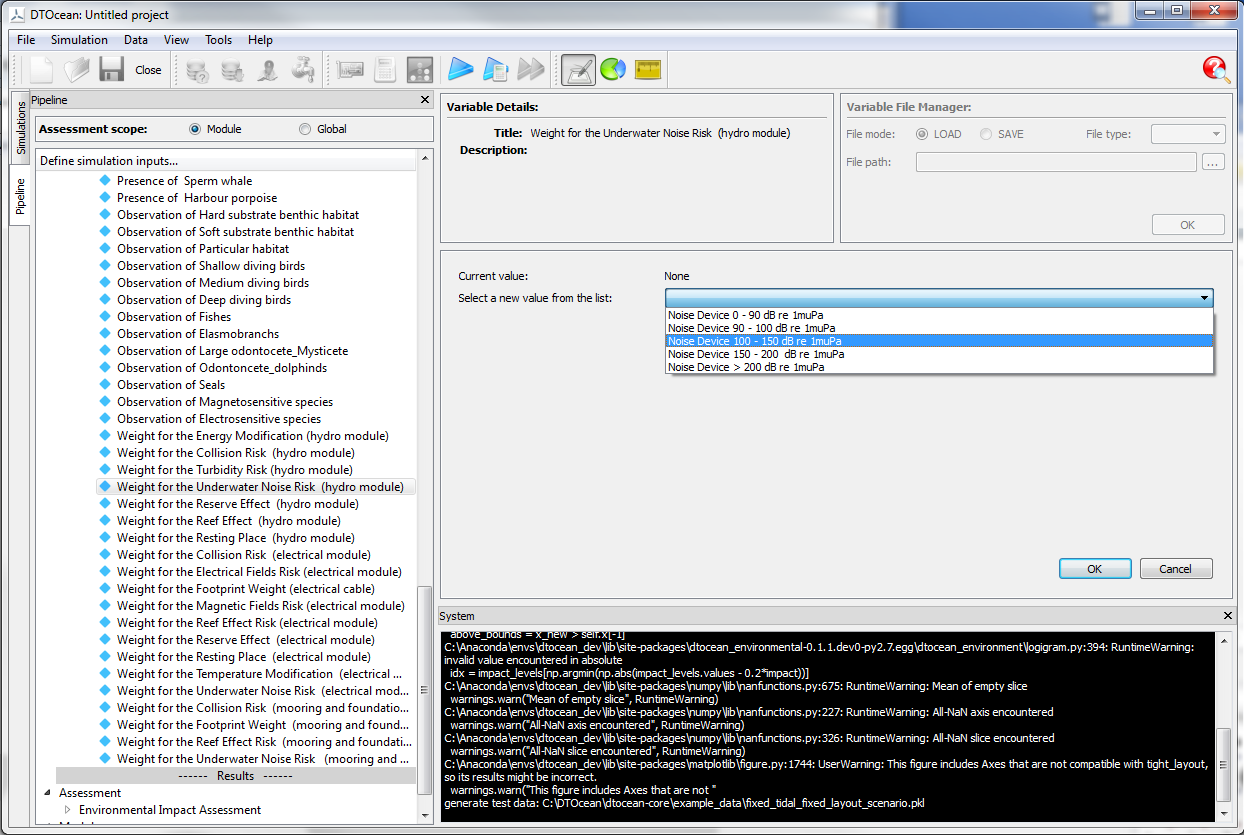 DTOcean: Untitled project
File Simulation Data View Tools Help
Close
Simulations
Pipeline
Pipeline
Assessment scope: Module Global
Define simulation inputs...
Presence of Sperm whale
Presence of Harbour porpoise
Observation of Hard substrate benthic habitat
Observation of Soft substrate benthic habitat
Observation of Particular habitat
Observation of Shallow diving birds
Observation of Medium diving birds
Observation of Deep diving birds
Observation of Fishes
Observation of Elasmobranchs
Observation of Large odontocete_Mysticete
Observation of Odontoncete_dolphinds
Observation of Seals
Observation of Magnetosensitive species
Observation of Electrosensitive species
Weight for the Energy Modification (hydro module)
Weight for the Collision Risk (hydro module)
Weight for the Turbidity Risk (hydro module)
Weight for the Underwater Noise Risk (hydro module)
Weight for the Reserve Effect (hydro module)
Weight for the Reef Effect (hydro module)
Weight for the Resting Place (hydro module)
Weight for the Collision Risk (electrical module)
Weight for the Electrical Fields Risk (electrical module)
Weight for the Footprint Weight (electrical cable)
Weight for the Magnetic Fields Risk (electrical module)
Weight for the Reef Effect Risk (electrical module)
Weight for the Reserve Effect (electrical module)
Weight for the Resting Place (electrical module)
Weight for the Temperature Modification (electrical ...
Weight for the Underwater Noise Risk (electrical mod...
Weight for the Collision Risk (mooring and foundatio...
Weight for the Footprint Weight (mooring and found...
Weight for the Reef Effect Risk (mooring and foundati...
Weight for the Underwater Noise Risk (mooring and ...
------ Results ------
Assessment
Environmental Impact Assessment
Variable Details:
Title: Weight for the Underwater Noise Risk (hydro module)
Description:
Variable File Manager:
File mode: LOAD SAVE File type:
File path: ...
OK
Current value: None
Select a new value from the list:
Noise Device 0 - 90 dB re 1muPa
Noise Device 90 - 100 dB re 1muPa
Noise Device 100 - 150 dB re 1muPa
Noise Device 150 - 200 dB re 1muPa
Noise Device > 200 dB re 1muPa
OK Cancel
System
above_bounds = x_new > self.x[-1]
C:\Anaconda\envs\dtocean_dev\lib\site-packages\dtocean_environmental-0.1.1.dev0-py2.7.egg\dtocean_environment\logigram.py:394: RuntimeWarning:
invalid value encountered in absolute
idx = impact_levels[np.argmin(np.abs(impact_levels.values - 0.2*impact))]
C:\Anaconda\envs\dtocean_dev\lib\site-packages\numpy\lib\nanfunctions.py:675: RuntimeWarning: Mean of empty slice
warnings.warn("Mean of empty slice", RuntimeWarning)
C:\Anaconda\envs\dtocean_dev\lib\site-packages\numpy\lib\nanfunctions.py:227: RuntimeWarning: All-NaN axis encountered
warnings.warn("All-NaN axis encountered", RuntimeWarning)
C:\Anaconda\envs\dtocean_dev\lib\site-packages\numpy\lib\nanfunctions.py:326: RuntimeWarning: All-NaN slice encountered
warnings.warn("All-NaN slice encountered", RuntimeWarning)
C:\Anaconda\envs\dtocean_dev\lib\site-packages\matplotlib\figure.py:1744: UserWarning: This figure includes Axes that are not compatible with tight_layout,
so its results might be incorrect.
warnings.warn("This figure includes Axes that are not "
generate test data: C:\DTOcean\dtocean-core\example_data\fixed_tidal_fixed_layout_scenario.pkl